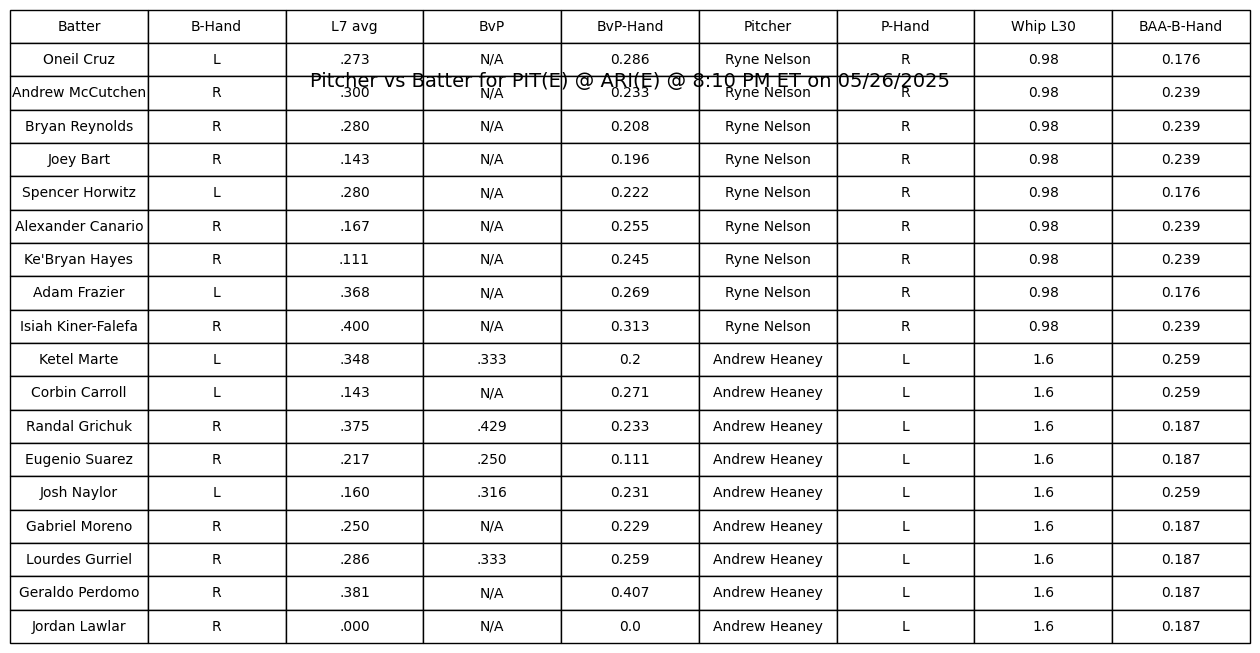 Batter B-Hand L7 avg BvP BvP-Hand Pitcher P-Hand Whip L30 BAA-B-Hand
Oneil Cruz L .273 N/A 0.286 Ryne Nelson R 0.98 0.176
Pitcher vs Batter for PIT(E) @ ARI(E) @ 8:10 PM ET on 05/26/2025
Andrew McCutchen R .300 N/A 0.233 Ryne Nelson R 0.98 0.239
Bryan Reynolds R .280 N/A 0.208 Ryne Nelson R 0.98 0.239
Joey Bart R .143 N/A 0.196 Ryne Nelson R 0.98 0.239
Spencer Horwitz L .280 N/A 0.222 Ryne Nelson R 0.98 0.176
Alexander Canario R .167 N/A 0.255 Ryne Nelson R 0.98 0.239
Ke'Bryan Hayes R .111 N/A 0.245 Ryne Nelson R 0.98 0.239
Adam Frazier L .368 N/A 0.269 Ryne Nelson R 0.98 0.176
Isiah Kiner-Falefa R .400 N/A 0.313 Ryne Nelson R 0.98 0.239
Ketel Marte L .348 .333 0.2 Andrew Heaney L 1.6 0.259
Corbin Carroll L .143 N/A 0.271 Andrew Heaney L 1.6 0.259
Randal Grichuk R .375 .429 0.233 Andrew Heaney L 1.6 0.187
Eugenio Suarez R .217 .250 0.111 Andrew Heaney L 1.6 0.187
Josh Naylor L .160 .316 0.231 Andrew Heaney L 1.6 0.259
Gabriel Moreno R .250 N/A 0.229 Andrew Heaney L 1.6 0.187
Lourdes Gurriel R .286 .333 0.259 Andrew Heaney L 1.6 0.187
Geraldo Perdomo R .381 N/A 0.407 Andrew Heaney L 1.6 0.187
Jordan Lawlar R .000 N/A 0.0 Andrew Heaney L 1.6 0.187